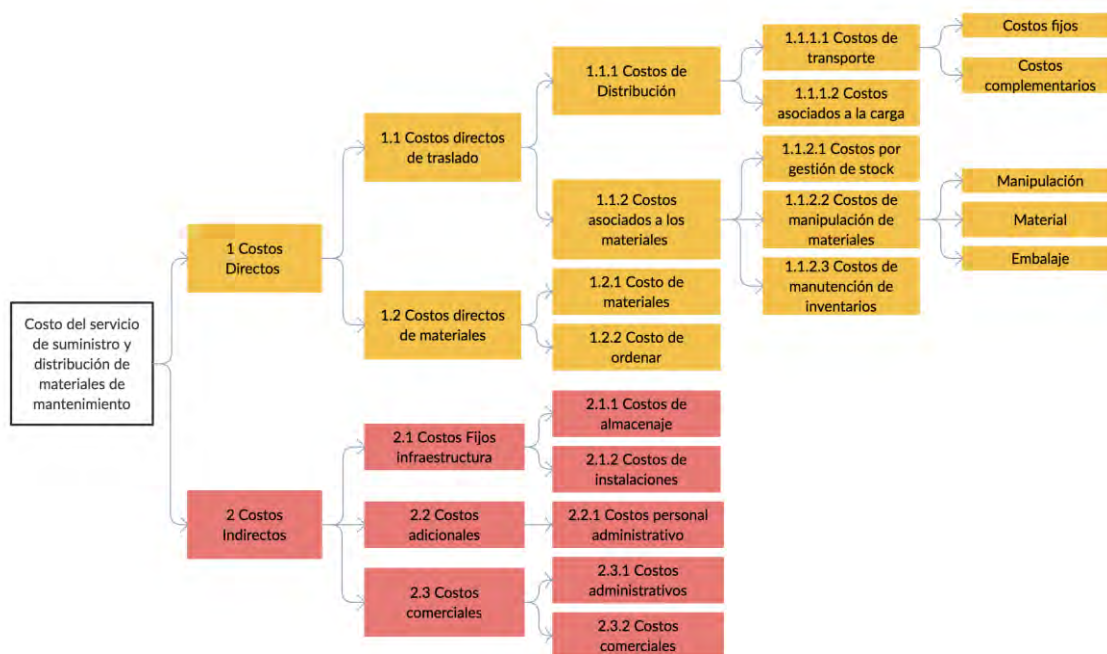 Costo del servicio
de suministro y
distribución de
materiales de
mantenimiento
1 Costos
Directos
1.1 Costos directos
de traslado
1.1.1 Costos de
Distribución
1.1.1.1 Costos de
transporte
Costos fijos
Costos
complementarios
1.1.1.2 Costos
asociados a la carga
1.1.2 Costos
asociados a los
materiales
1.1.2.1 Costos por
gestión de stock
1.1.2.2 Costos de
manipulación de
materiales
Manipulación
Material
Embalaje
1.1.2.3 Costos de
manutención de
inventarios
1.2 Costos directos
de materiales
1.2.1 Costo de
materiales
1.2.2 Costo de
ordenar
2 Costos
Indirectos
2.1 Costos Fijos
infraestructura
2.1.1 Costos de
almacenaje
2.1.2 Costos de
instalaciones
2.2 Costos
adicionales
2.2.1 Costos personal
administrativo
2.3 Costos
comerciales
2.3.1 Costos
administrativos
2.3.2 Costos
comerciales